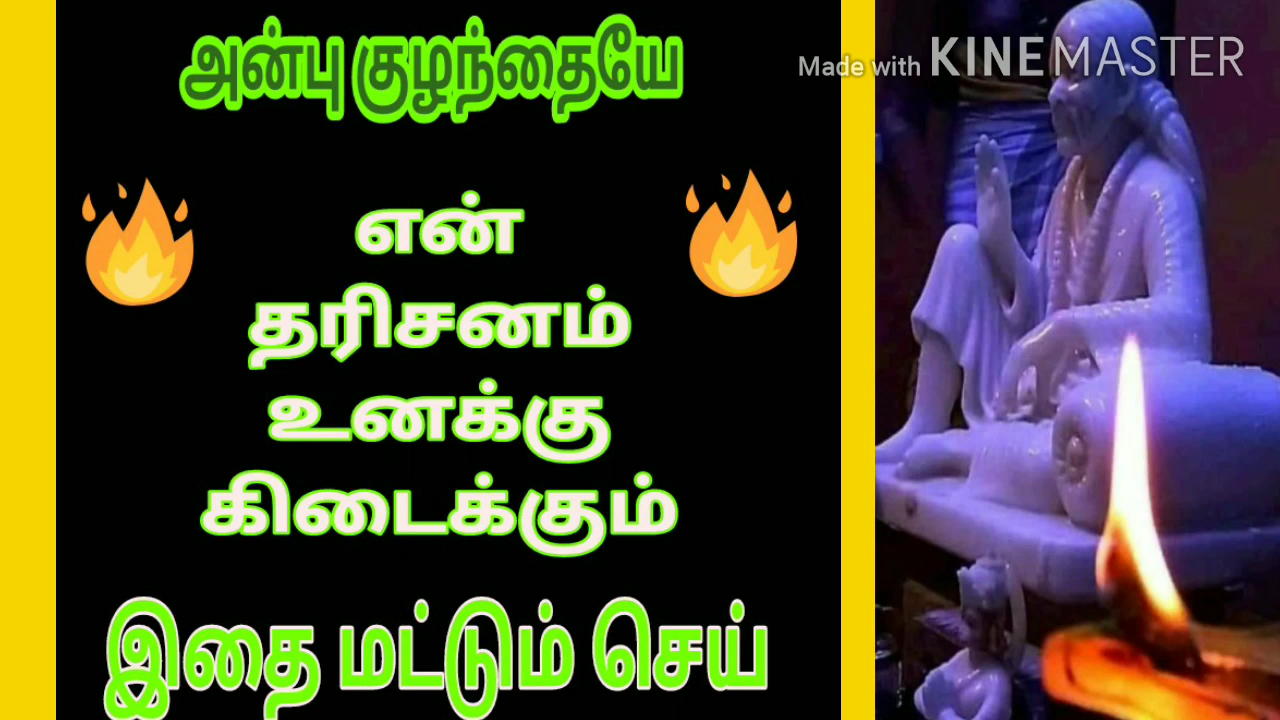 அன்பு குழந்தையே
Made with KINEMASTER
என்
தரிசனம்
உனக்கு
கிடைக்கும்
இதை மட்டும் செய்